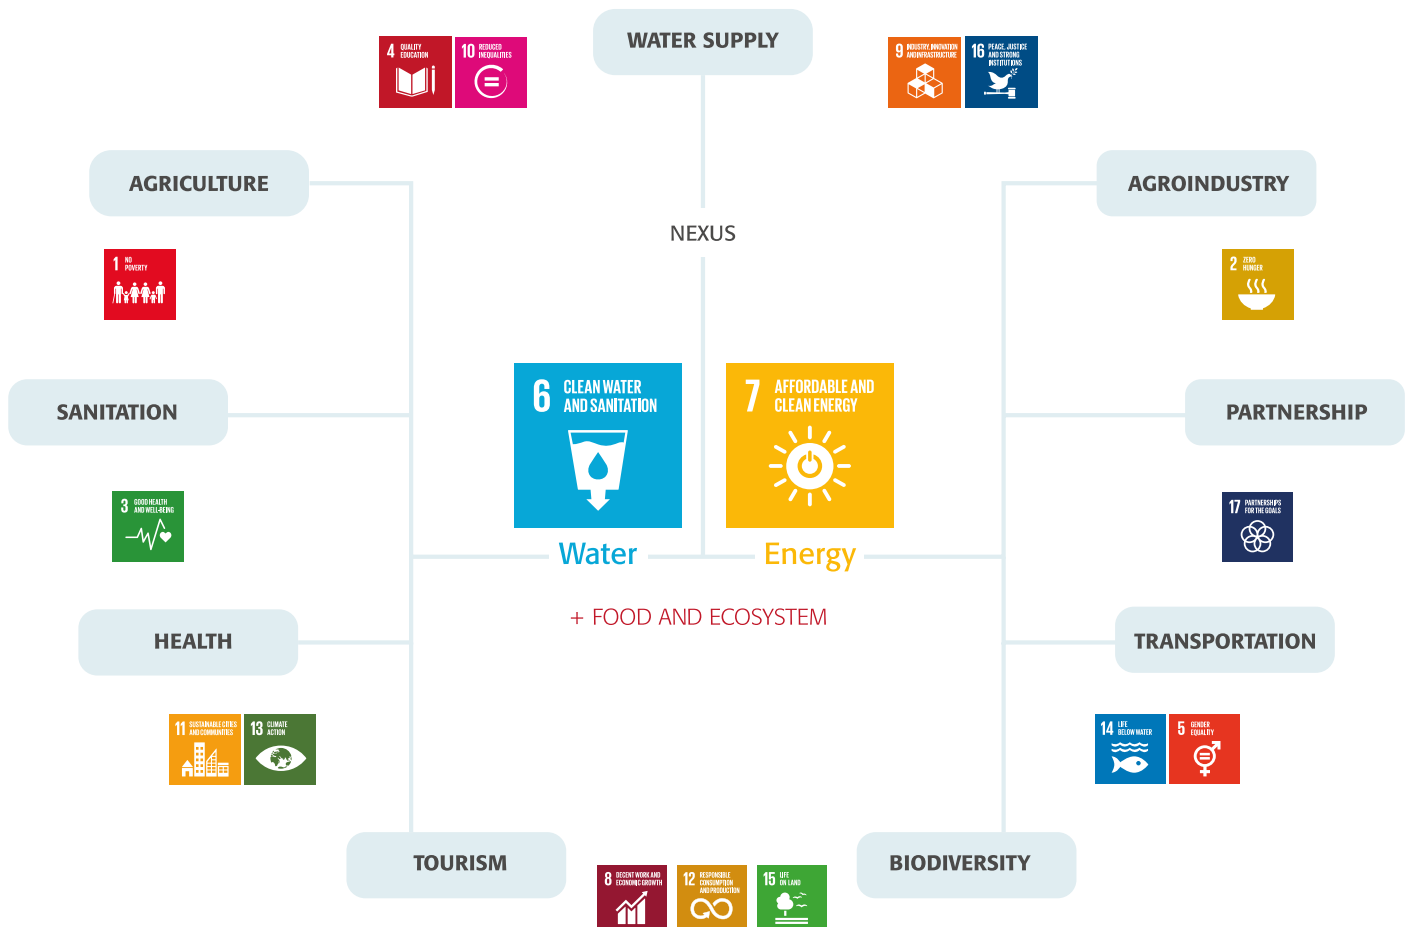 WATER SUPPLY
4 QUALITY
EDUCATION
10 REDUCED
INEQUALITIES
9 INDUSTRY, INNOVATION
AND INFRASTRUCTURE
16 PEACE, JUSTICE
AND STRONG
INSTITUTIONS
AGRICULTURE
AGROINDUSTRY
NEXUS
1 NO
POVERTY
2 ZERO
HUNGER
6 CLEAN WATER
AND SANITATION
7 AFFORDABLE AND
CLEAN ENERGY
SANITATION
PARTNERSHIP
3 GOOD HEALTH
AND WELL-BEING
17 PARTNERSHIPS
FOR THE GOALS
Water
Energy
+ FOOD AND ECOSYSTEM
HEALTH
TRANSPORTATION
11 SUSTAINABLE CITIES
AND COMMUNITIES
13 CLIMATE
ACTION
14 LIFE
BELOW WATER
5 GENDER
EQUALITY
TOURISM
BIODIVERSITY
8 DECENT WORK AND
ECONOMIC GROWTH
12 RESPONSIBLE
CONSUMPTION
AND PRODUCTION
15 LIFE
ON LAND